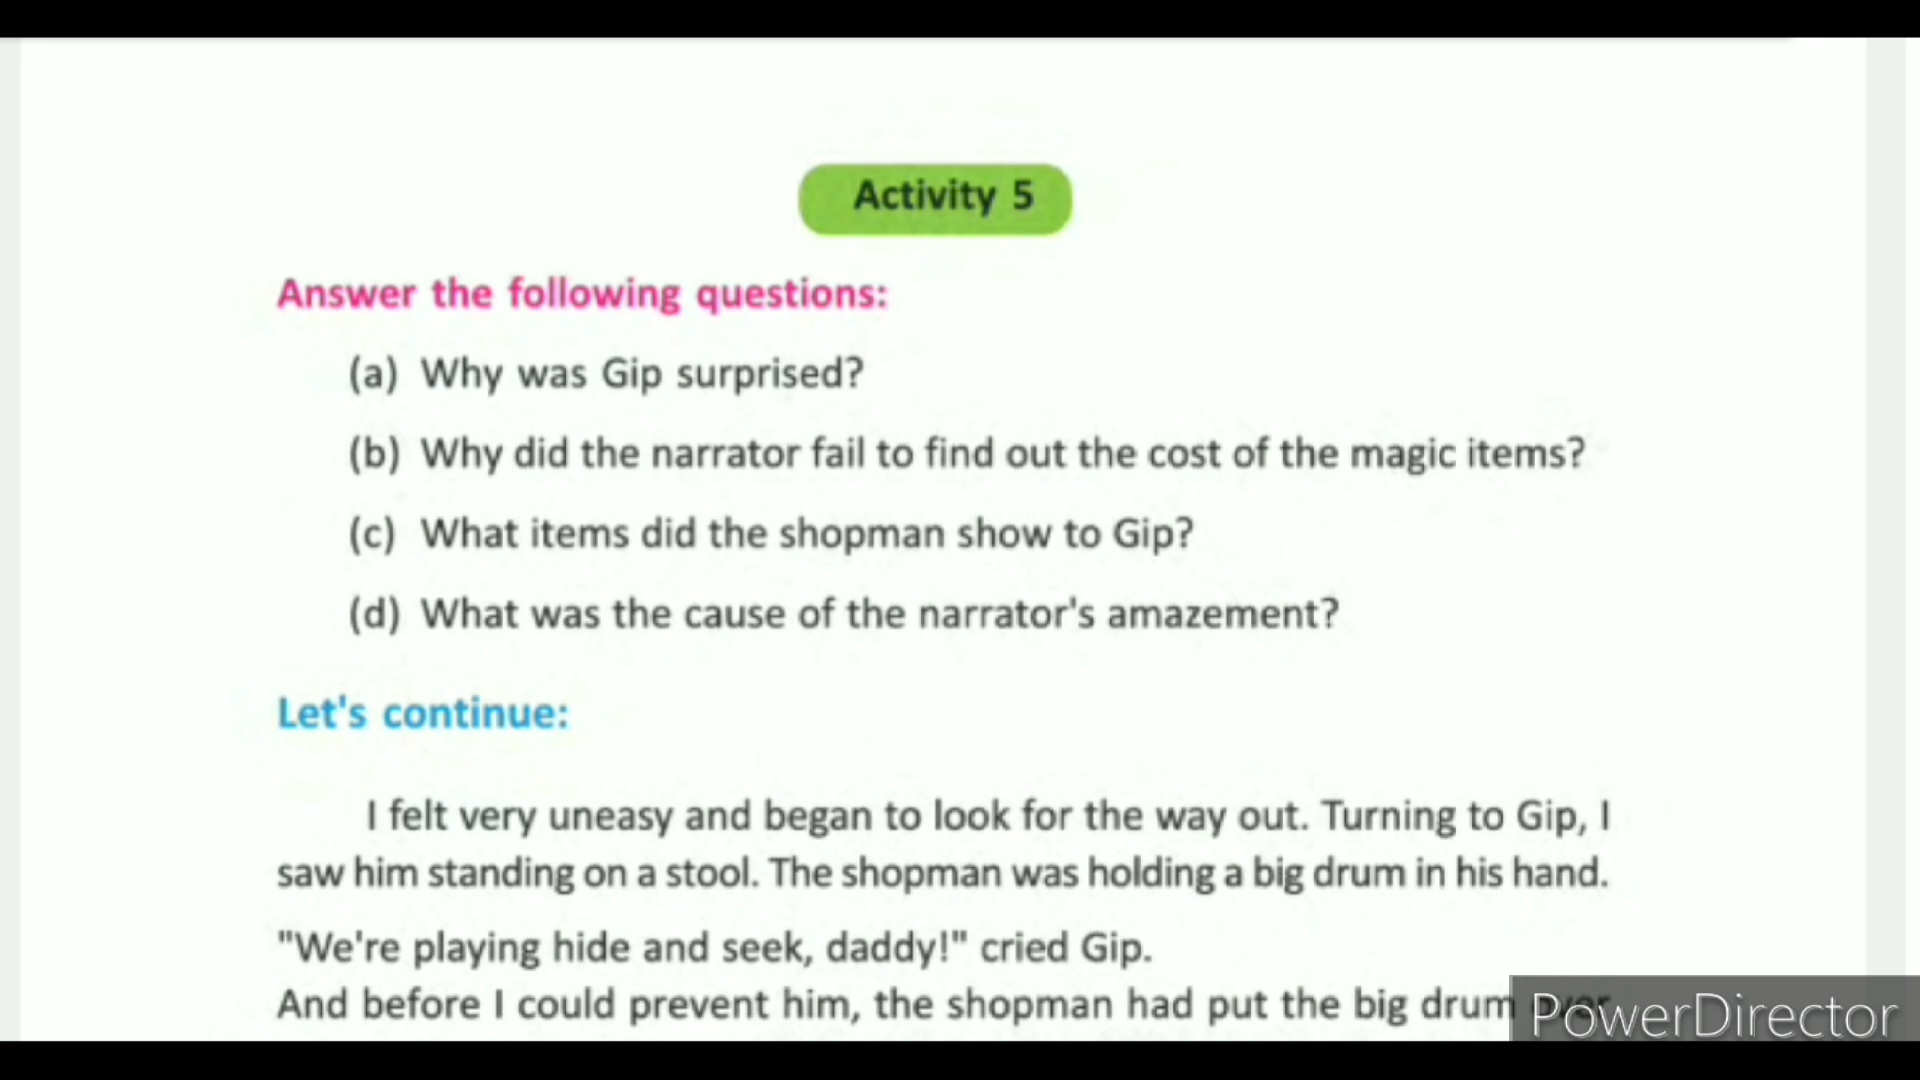 Activity 5
Answer the following questions:
(a) Why was Gip surprised?
(b) Why did the narrator fail to find out the cost of the magic items?
(c) What items did the shopman show to Gip?
(d) What was the cause of the narrator's amazement?
Let's continue:
I felt very uneasy and began to look for the way out. Turning to Gip, I
saw him standing on a stool. The shopman was holding a big drum in his hand.
"We're playing hide and seek, daddy!" cried Gip.
And before I could prevent him, the shopman had put the big drum over
PowerDirector